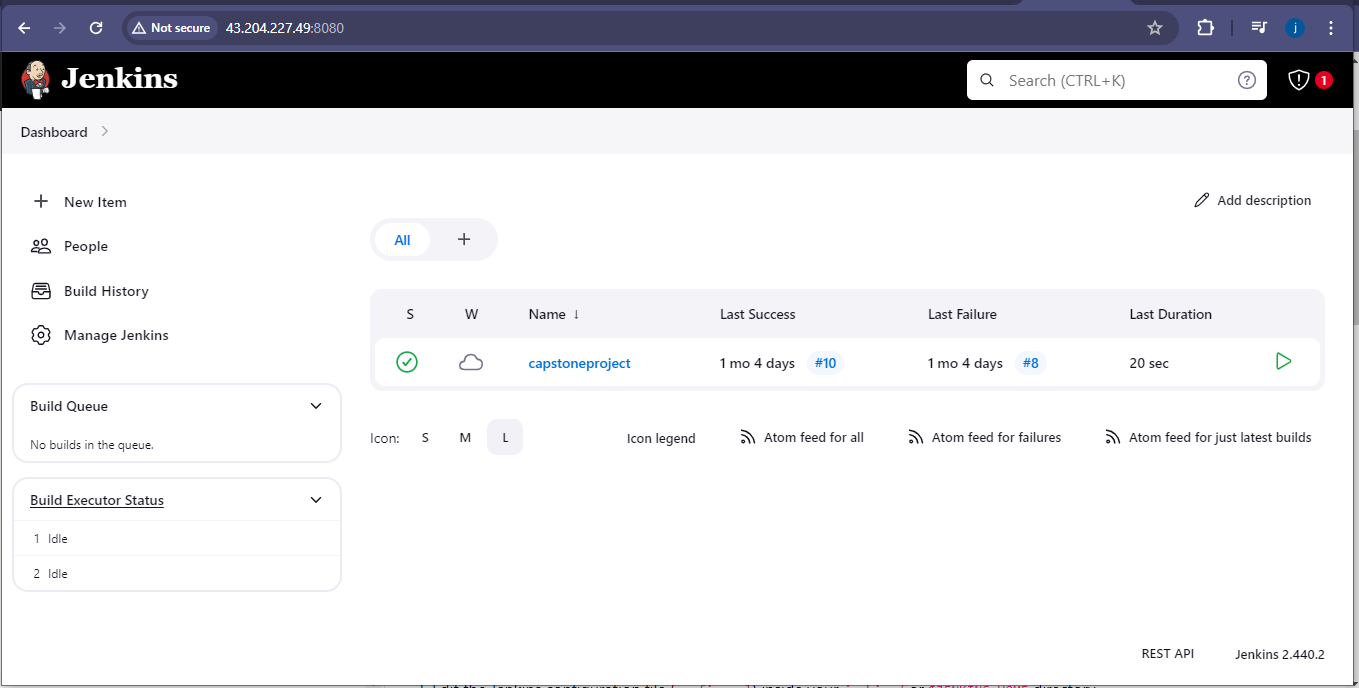 Not secure 43.204.227.49:8080 j
Jenkins Search (CTRL+K) ? 1
Dashboard
New Item
People
Build History
Manage Jenkins
Build Queue
No builds in the queue.
Build Executor Status
1 Idle
2 Idle
Add description
All +
S W Name ↓ Last Success Last Failure Last Duration
capstoneproject 1 mo 4 days #10 1 mo 4 days #8 20 sec
Icon: S M L Icon legend Atom feed for all Atom feed for failures Atom feed for just latest builds
REST API Jenkins 2.440.2